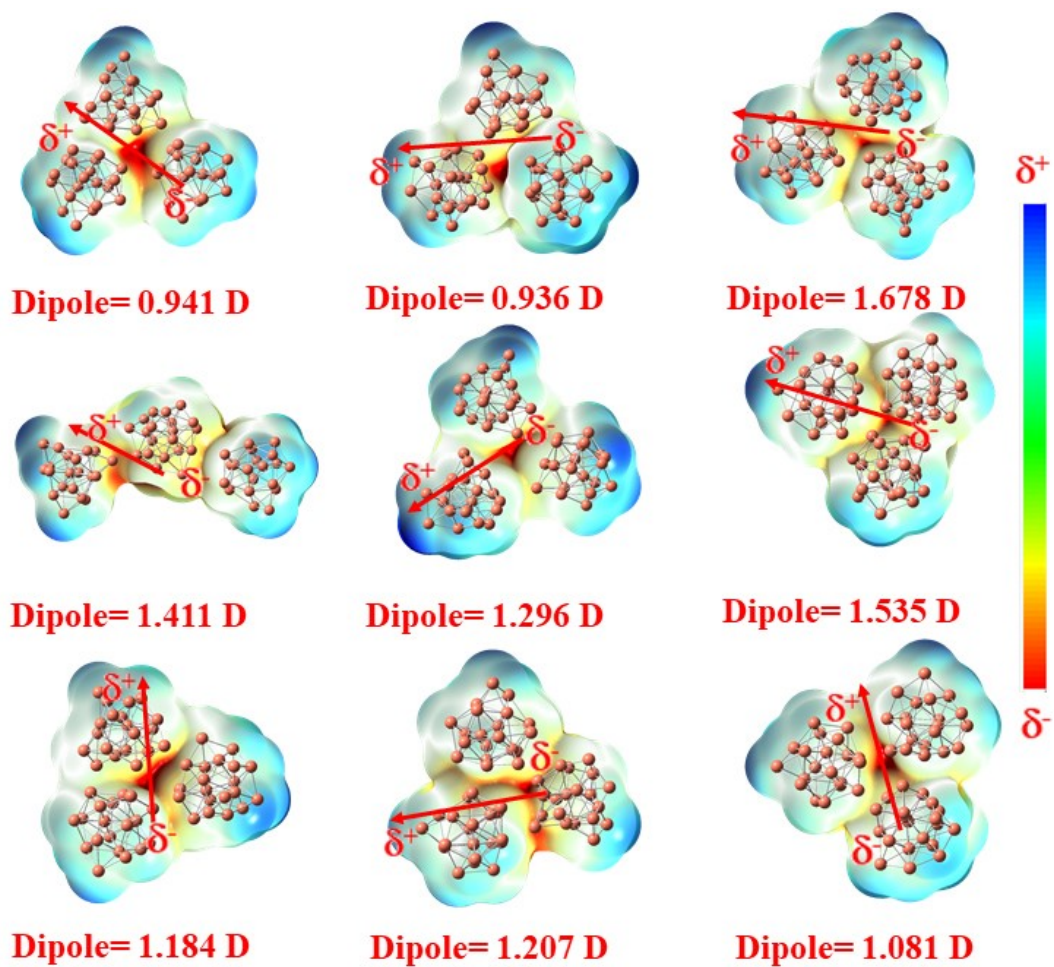 δ+ δ-
δ+ δ-
δ+ δ-
δ+
Dipole= 0.941 D
Dipole= 0.936 D
Dipole= 1.678 D
δ+ δ-
δ+ δ-
δ+ δ-
Dipole= 1.411 D
Dipole= 1.296 D
Dipole= 1.535 D
δ+ δ-
δ- δ+
δ+ δ-
δ-
Dipole= 1.184 D
Dipole= 1.207 D
Dipole= 1.081 D